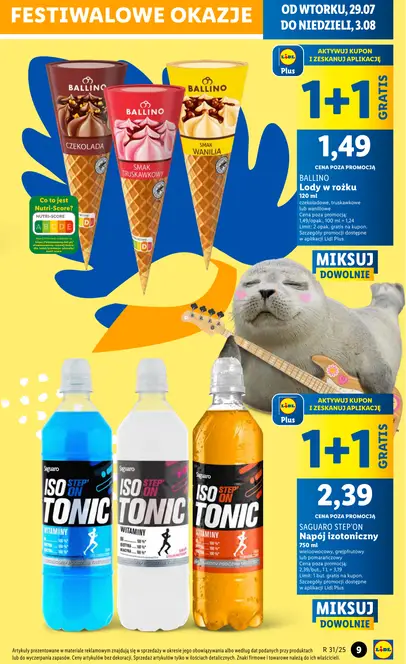 FESTIWALOWE OKAZJE
OD WTORKU, 29.07
DO NIEDZIELI, 3.08
LIDL
Plus
AKTYWUJ KUPON
I ZESKANUJ APLIKACJĘ
1+1
GRATIS
1,49
CENA POZA PROMOCJĄ
BALLINO
Lody w rożku
120 ml
czekoladowe, truskawkowe
lub waniliowe
Cena poza promocją
1,49/opak., 100 ml = 1,24
Limit: 2 opak. gratis na kupon.
Szczegóły promocji dostępne
w aplikacji Lidl Plus
MIKSUJ
DOWOLNIE
BALLINO
CZEKOLADA
BALLINO
SMAK
TRUSKAWKOWY
BALLINO
SMAK
WANILIA
Co to jest
Nutri-Score?
NUTRI-SCORE
A B C D E
LIDL
Plus
AKTYWUJ KUPON
I ZESKANUJ APLIKACJĘ
1+1
GRATIS
2,39
CENA POZA PROMOCJĄ
SAGUARO STEP'ON
Napój izotoniczny
750 ml
wieloowocowy, grejpfrutowy
lub pomarańczowy
Cena poza promocją
2,39/but., 1 L = 3,19
Limit: 1 but. gratis na kupon.
Szczegóły promocji dostępne
w aplikacji Lidl Plus
MIKSUJ
DOWOLNIE
Saguaro
STEP'ON
ISO
TONIC
WITAMINY
Saguaro
STEP'ON
ISO
TONIC
WITAMINY
Saguaro
STEP'ON
ISO
TONIC
WITAMINY
Artykuły prezentowane w materiale reklamowym znajdują się w sprzedaży w okresie jego obowiązywania albo według dat podanych przy produktach
lub do wyczerpania zapasów. Ceny artykułów bez dekoracji. Sprzedaż artykułów tylko w ilościach detalicznych. Znaki firmowe i towarowe należą do ich właścicieli.
R 31/25
9
LIDL